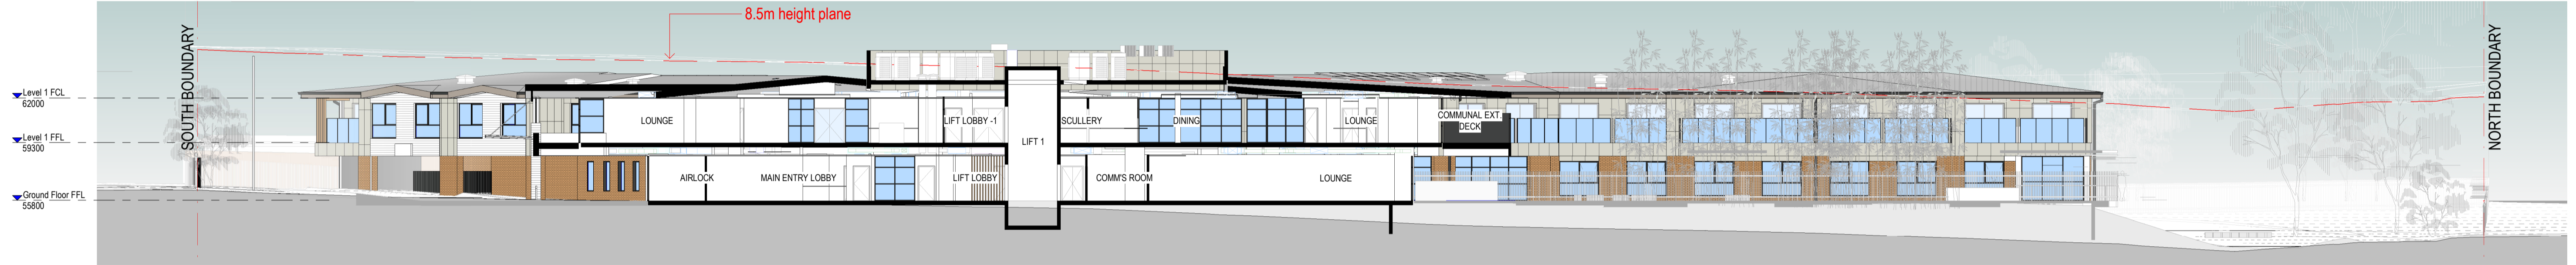 8.5m height plane
SOUTH BOUNDARY
NORTH BOUNDARY
Level 1 FCL
62000
Level 1 FFL
59300
Ground Floor FFL
55800
LOUNGE
LIFT LOBBY -1
SCULLERY
DINING
LOUNGE
COMMUNAL EXT.
DECK
LIFT 1
AIRLOCK
MAIN ENTRY LOBBY
LIFT LOBBY
COMM'S ROOM
LOUNGE